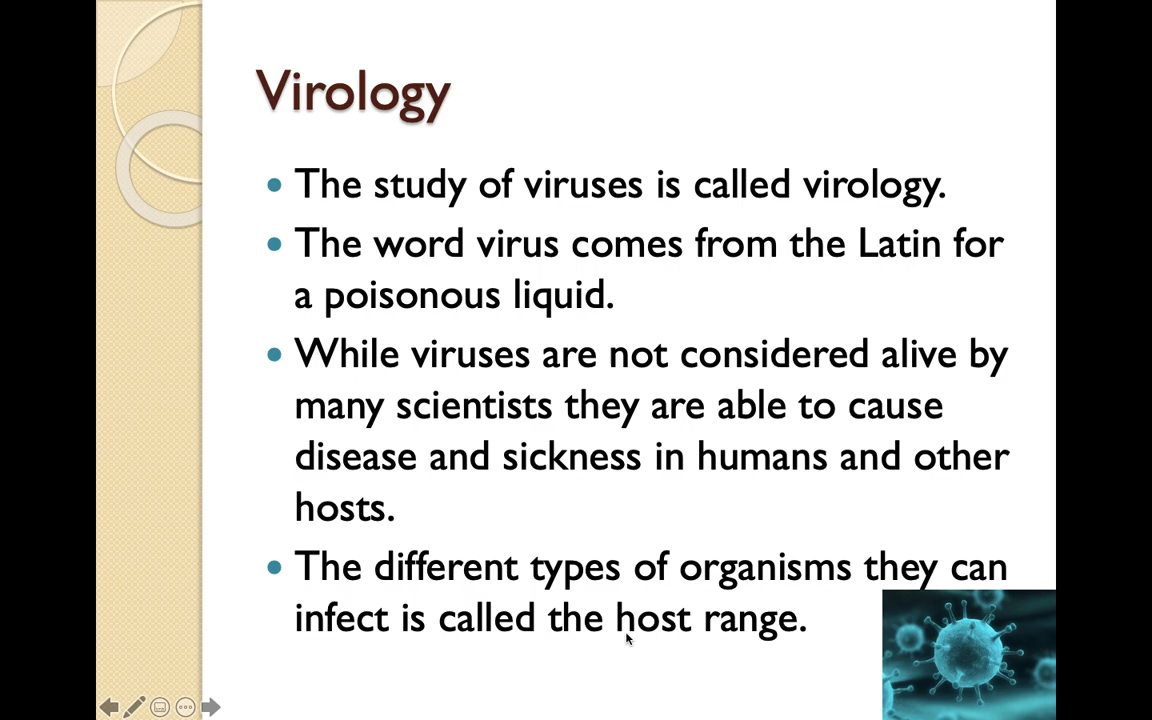 Virology
The study of viruses is called virology.
The word virus comes from the Latin for
a poisonous liquid.
While viruses are not considered alive by
many scientists they are able to cause
disease and sickness in humans and other
hosts.
The different types of organisms they can
infect is called the host range.